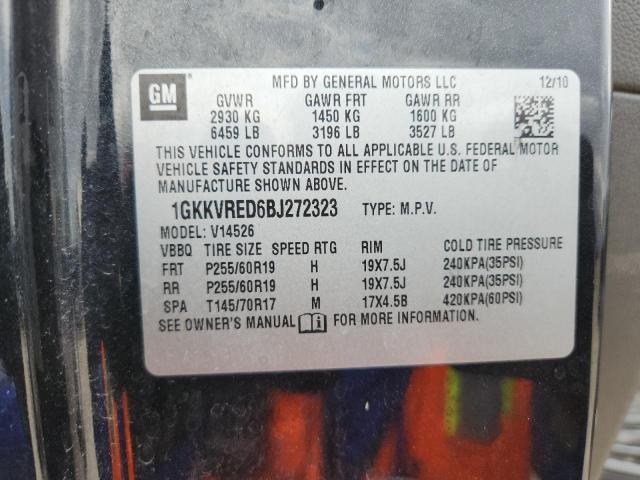 GM
MFD BY GENERAL MOTORS LLC 12/10
GVWR GAWR FRT GAWR RR
2930 KG 1450 KG 1600 KG
6459 LB 3196 LB 3527 LB
THIS VEHICLE CONFORMS TO ALL APPLICABLE U.S. FEDERAL MOTOR
VEHICLE SAFETY STANDARDS IN EFFECT ON THE DATE OF
MANUFACTURE SHOWN ABOVE.
1GKKVRED6BJ272323 TYPE: M.P.V.
MODEL: V14526
VBBQ TIRE SIZE SPEED RTG RIM COLD TIRE PRESSURE
FRT P255/60R19 H 19X7.5J 240KPA(35PSI)
RR P255/60R19 H 19X7.5J 240KPA(35PSI)
SPA T145/70R17 M 17X4.5B 420KPA(60PSI)
SEE OWNER'S MANUAL i FOR MORE INFORMATION.